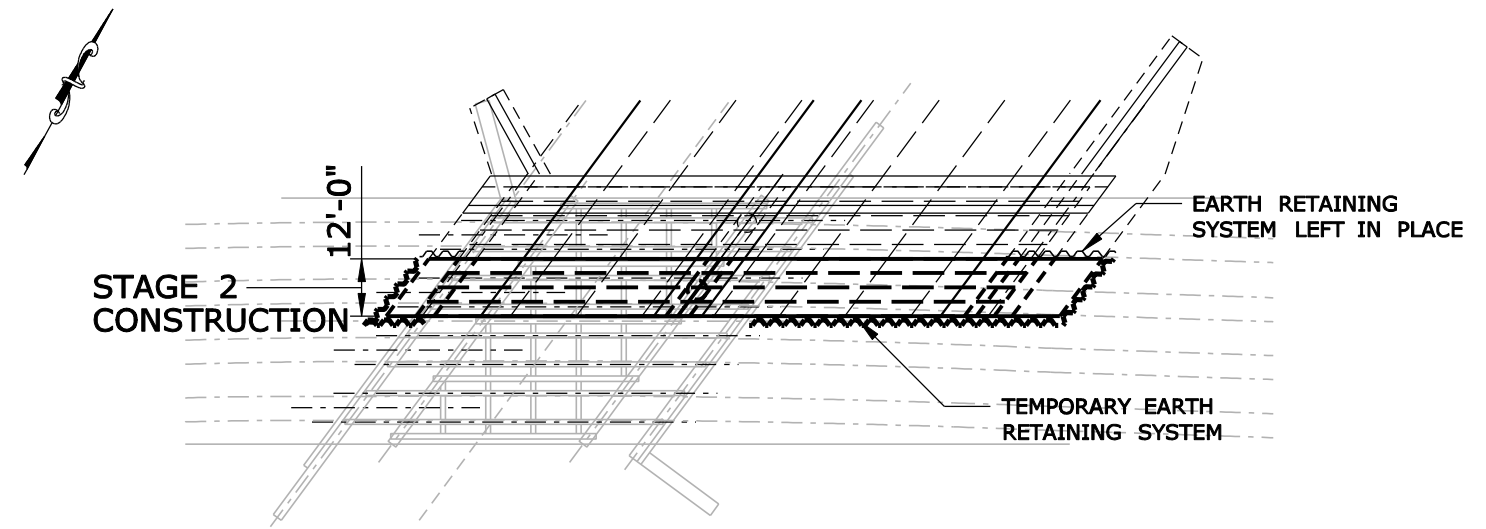 12'-0"
STAGE 2
CONSTRUCTION
EARTH RETAINING
SYSTEM LEFT IN PLACE
TEMPORARY EARTH
RETAINING SYSTEM